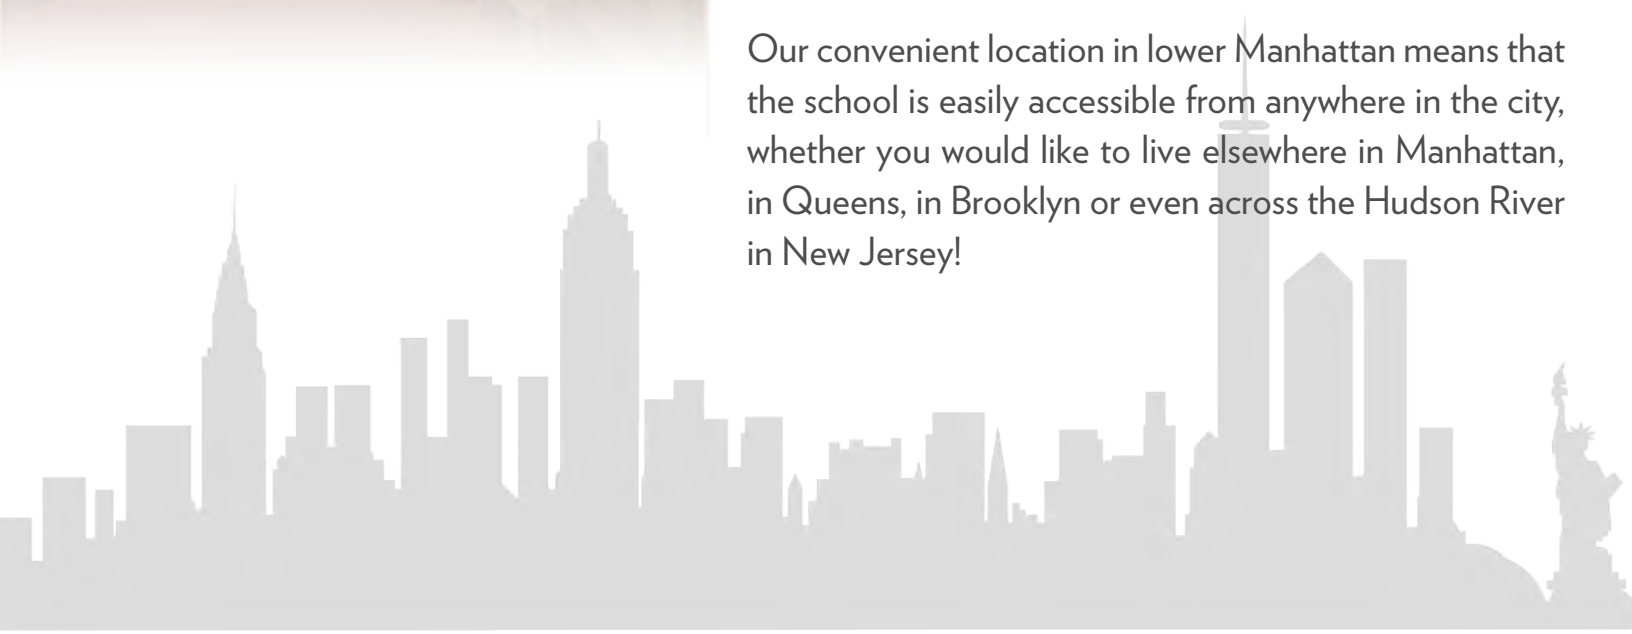 Our convenient location in lower Manhattan means that
the school is easily accessible from anywhere in the city,
whether you would like to live elsewhere in Manhattan,
in Queens, in Brooklyn or even across the Hudson River
in New Jersey!